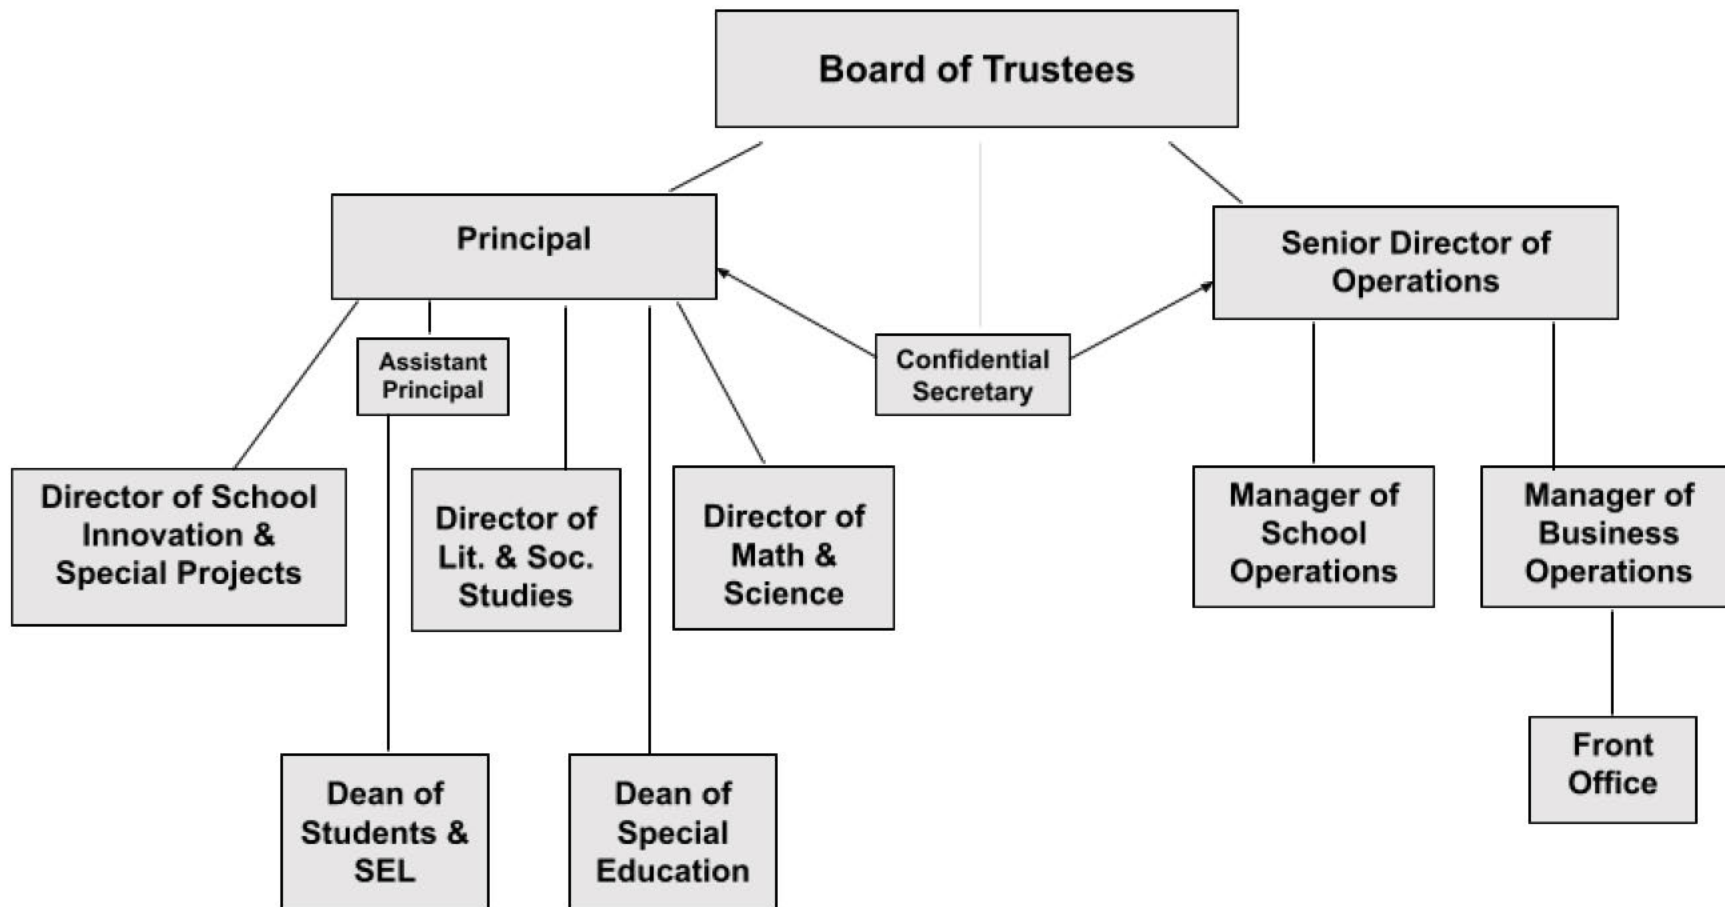 Board of Trustees
Principal
Senior Director of
Operations
Assistant
Principal
Confidential
Secretary
Director of School
Innovation &
Special Projects
Director of
Lit. & Soc.
Studies
Director of
Math &
Science
Manager of
School
Operations
Manager of
Business
Operations
Dean of
Students &
SEL
Dean of
Special
Education
Front
Office